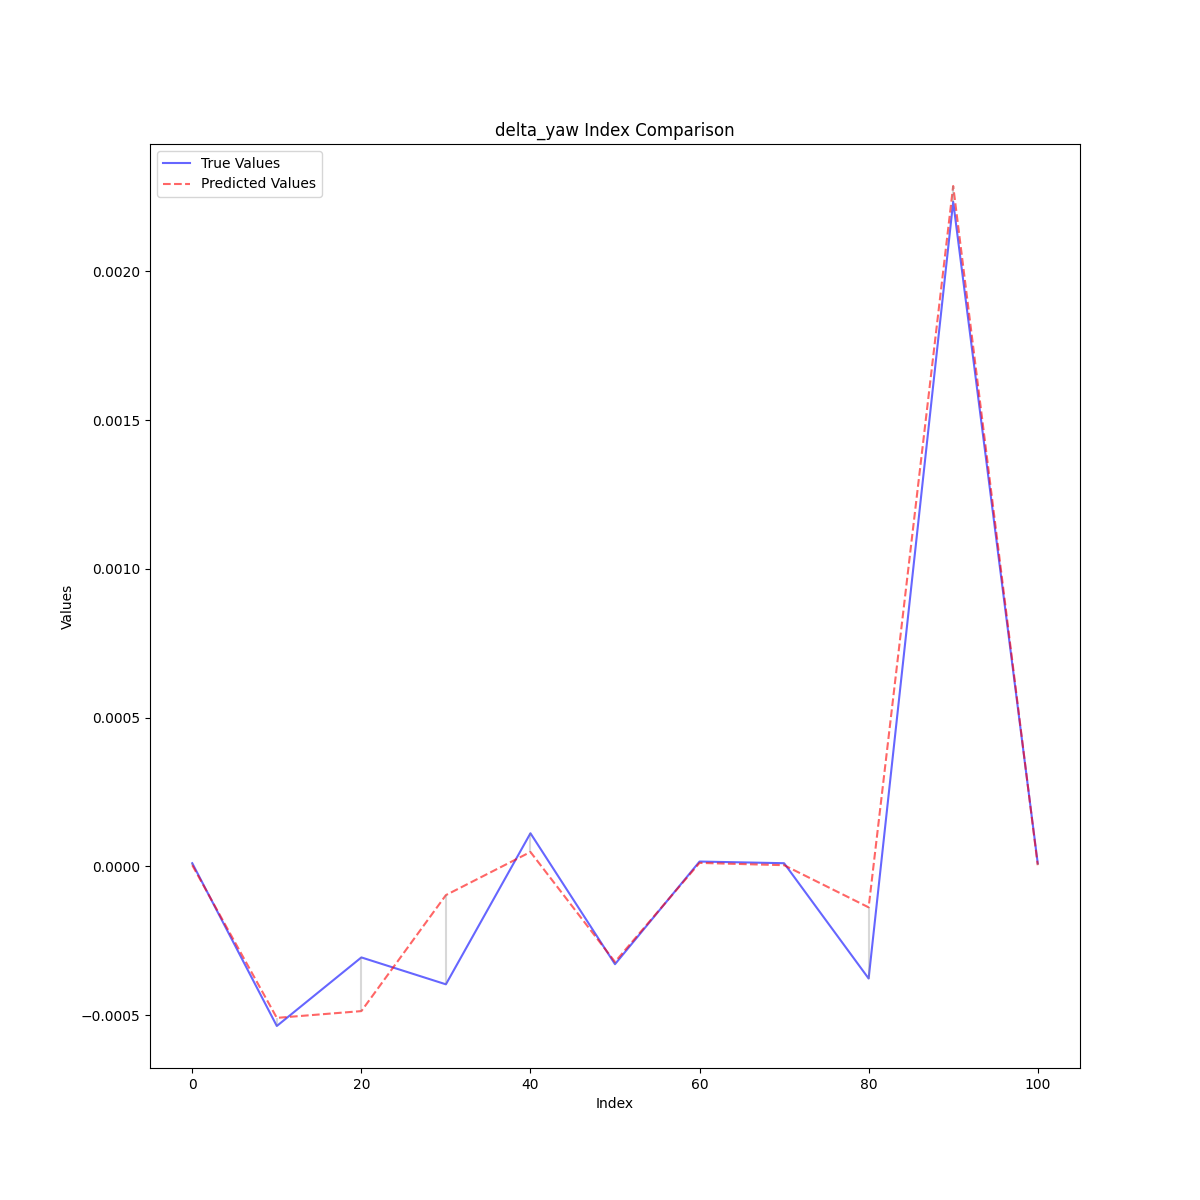 delta_yaw Index Comparison
True Values
Predicted Values
0.0020
0.0015
0.0010
0.0005
0.0000
−0.0005
Values
0 20 40 60 80 100
Index